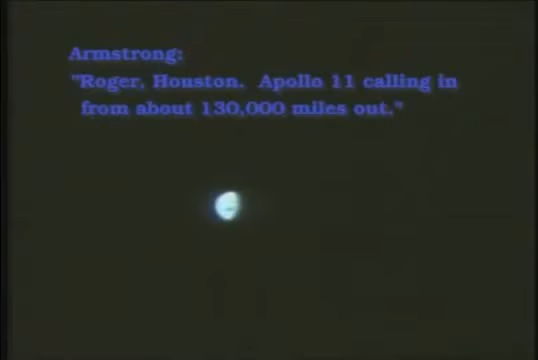 Armstrong:
"Roger, Houston.  Apollo 11 calling in
from about 130,000 miles out."